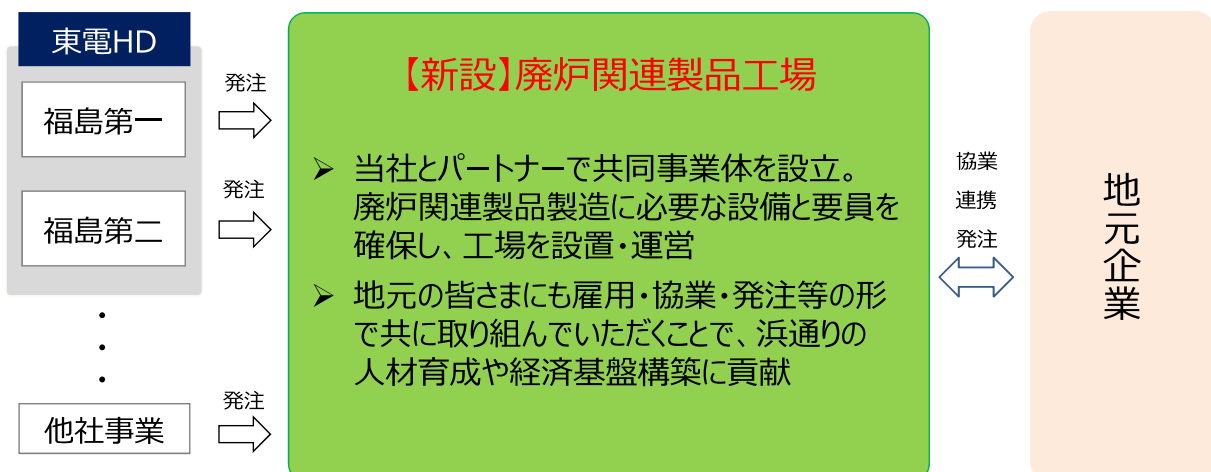 東電HD
福島第一
福島第二
・
・
・
他社事業
発注
発注
発注
【新設】廃炉関連製品工場
➢ 当社とパートナーで共同事業体を設立。
廃炉関連製品製造に必要な設備と要員を
確保し、工場を設置・運営
➢ 地元の皆さまにも雇用・協業・発注等の形
で共に取り組んでいただくことで、浜通りの
人材育成や経済基盤構築に貢献
協業
連携
発注
地元企業